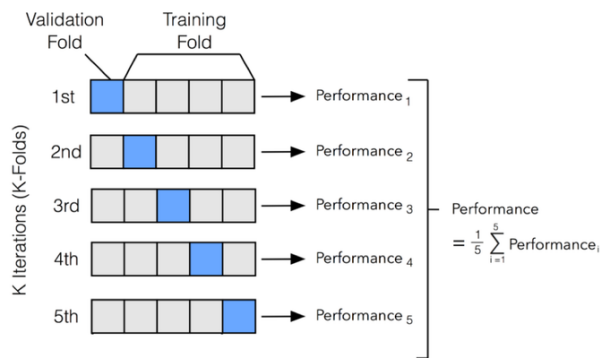 Validation
Fold
Training
Fold
K Iterations (K-Folds)
1st
Performance 1
2nd
Performance 2
3rd
Performance 3
4th
Performance 4
5th
Performance 5
Performance
= 1/5 5∑i=1 Performance i